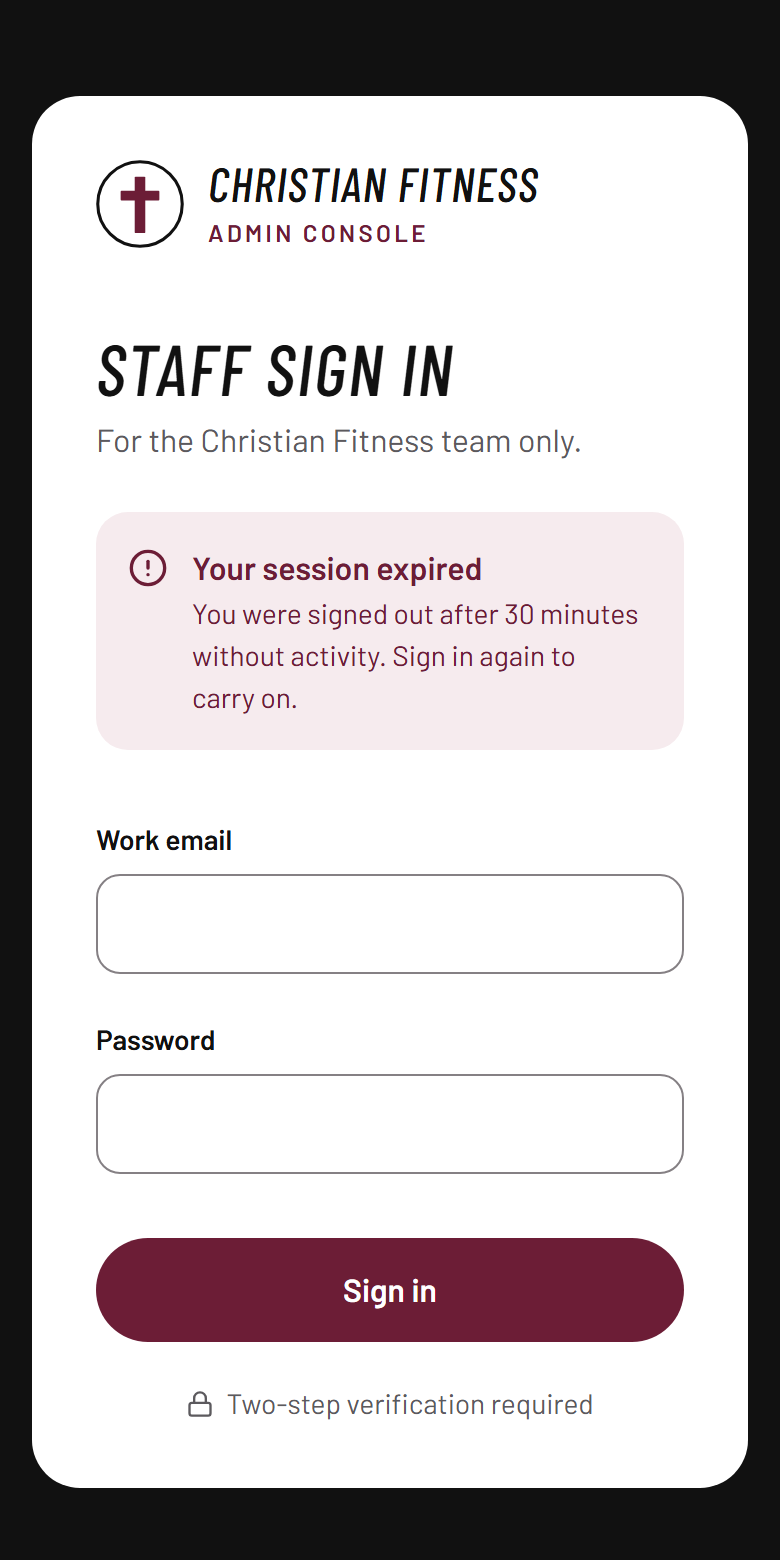 CHRISTIAN FITNESS
ADMIN CONSOLE
STAFF SIGN IN
For the Christian Fitness team only.
Your session expired
You were signed out after 30 minutes
without activity. Sign in again to
carry on.
Work email
Password
Sign in
Two-step verification required